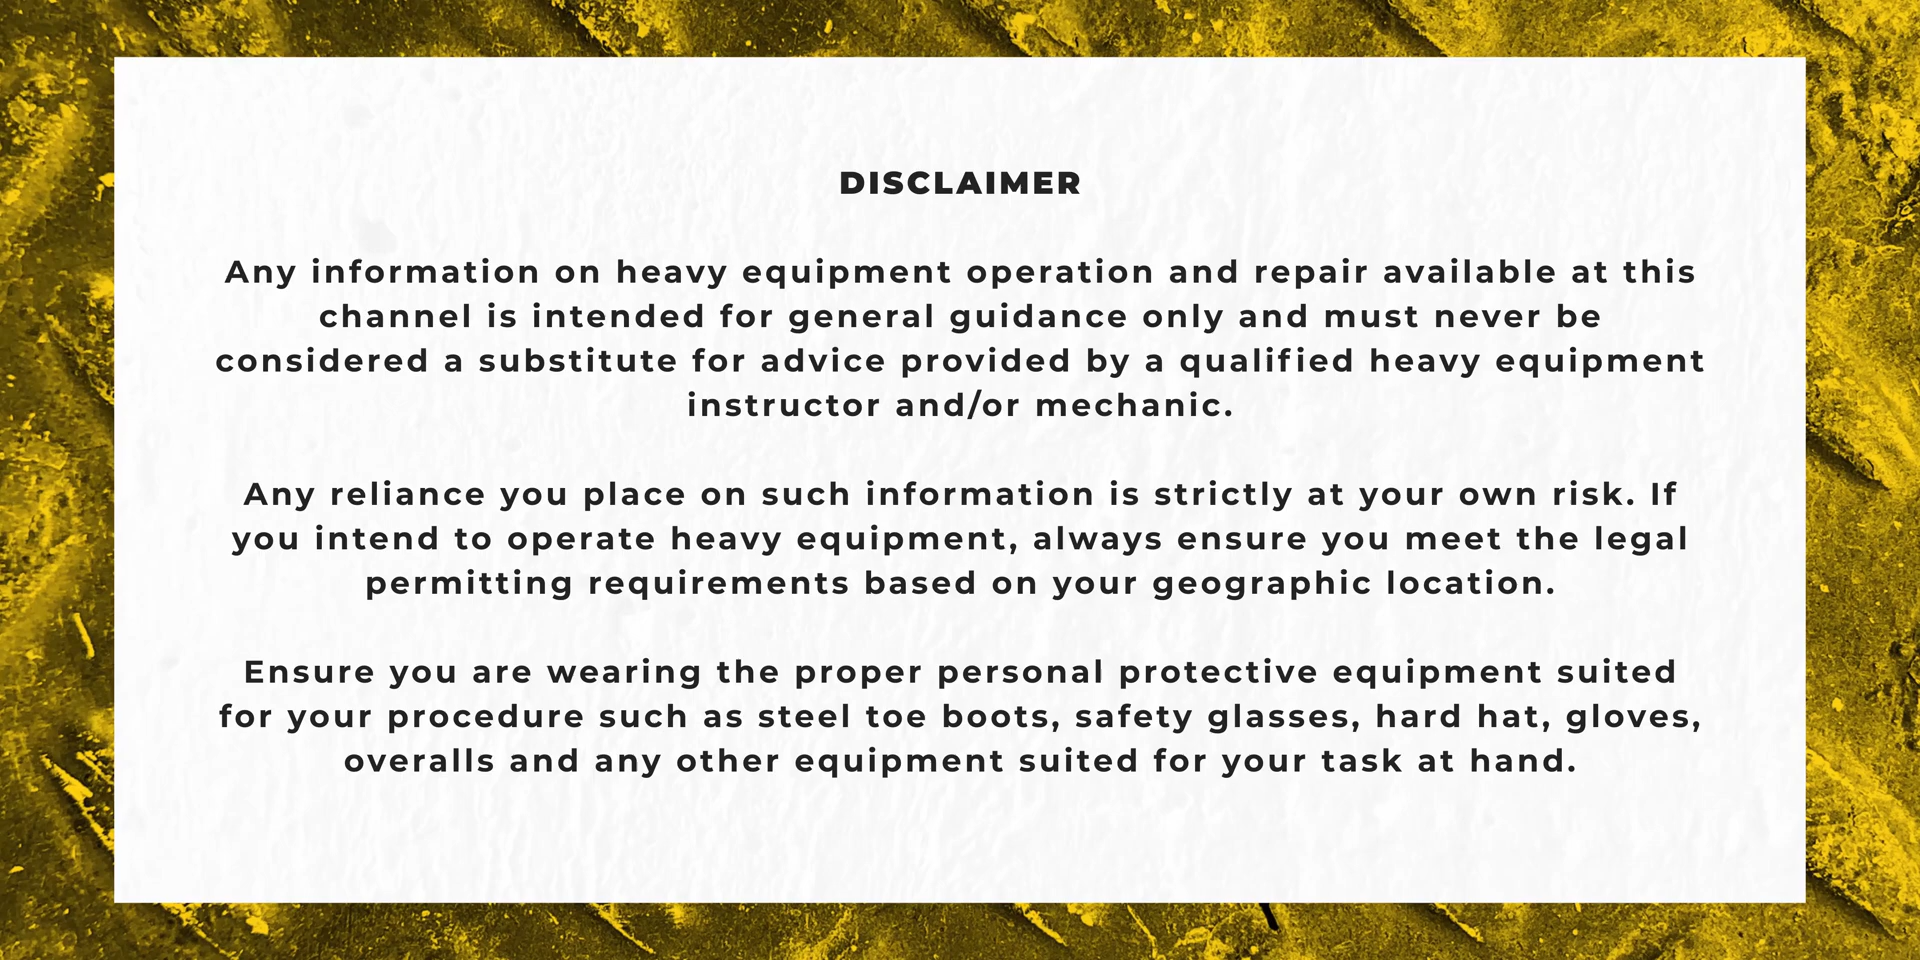 DISCLAIMER
Any information on heavy equipment operation and repair available at this
channel is intended for general guidance only and must never be
considered a substitute for advice provided by a qualified heavy equipment
instructor and/or mechanic.
Any reliance you place on such information is strictly at your own risk. If
you intend to operate heavy equipment, always ensure you meet the legal
permitting requirements based on your geographic location.
Ensure you are wearing the proper personal protective equipment suited
for your procedure such as steel toe boots, safety glasses, hard hat, gloves,
overalls and any other equipment suited for your task at hand.